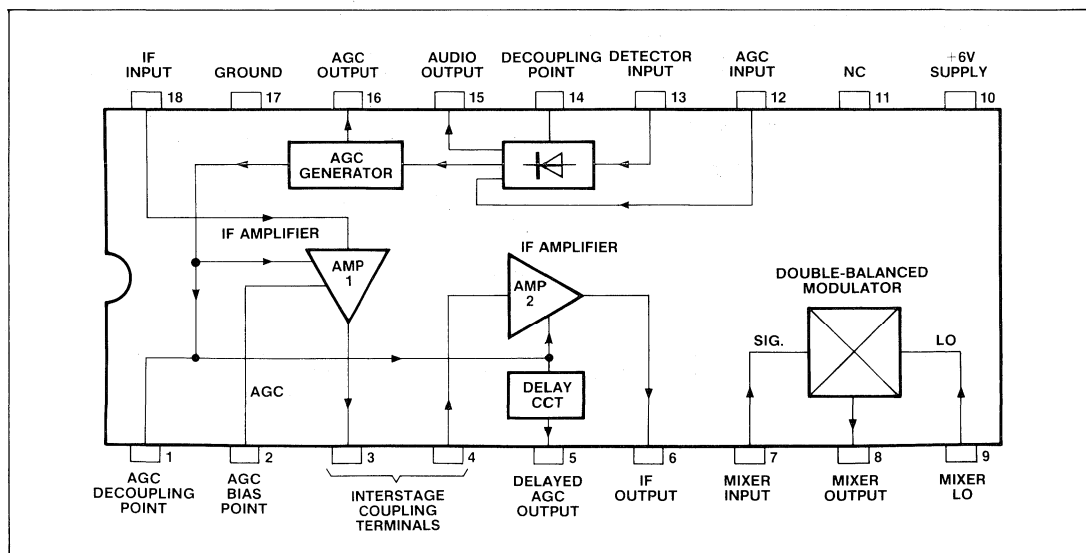 IF
INPUT
GROUND
AGC
OUTPUT
AUDIO
OUTPUT
DECOUPLING
POINT
DETECTOR
INPUT
AGC
INPUT
NC
+6V
SUPPLY
18
17
16
15
14
13
12
11
10
AGC
GENERATOR
IF AMPLIFIER
AMP
1
IF AMPLIFIER
AMP
2
DOUBLE-BALANCED
MODULATOR
SIG.
LO
AGC
DELAY
CCT
1
2
3
4
5
6
7
8
9
AGC
DECOUPLING
POINT
AGC
BIAS
POINT
INTERSTAGE
COUPLING
TERMINALS
DELAYED
AGC
OUTPUT
IF
OUTPUT
MIXER
INPUT
MIXER
OUTPUT
MIXER
LO